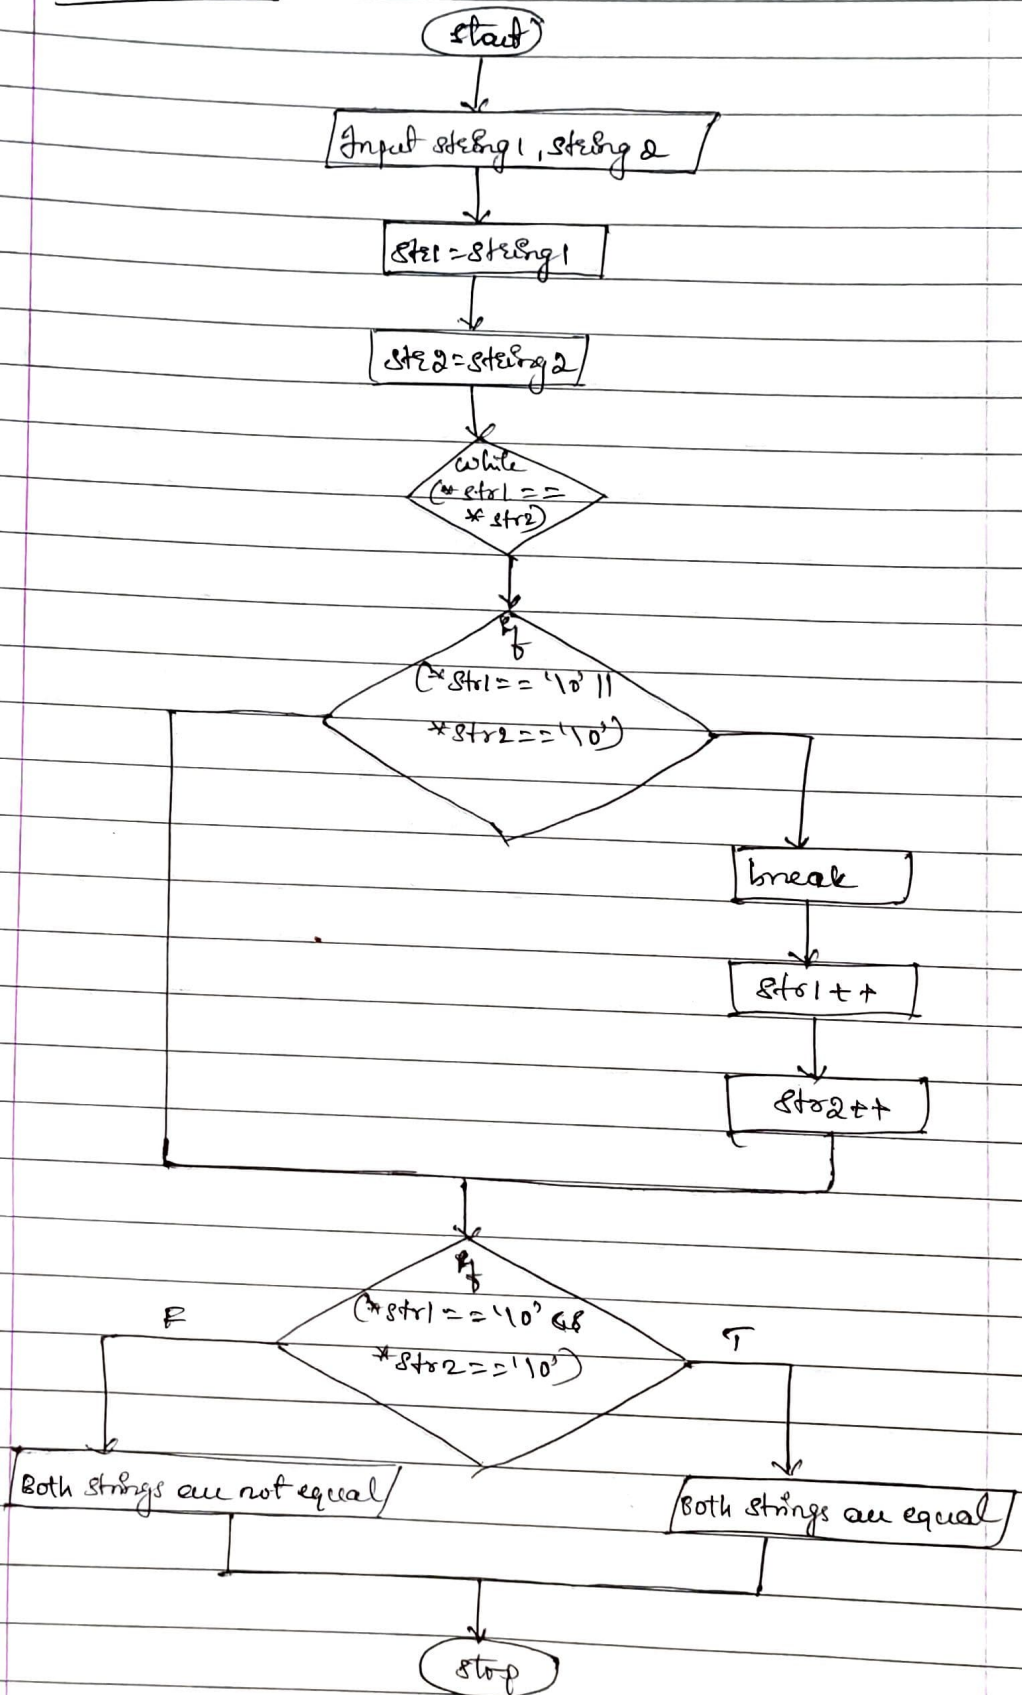 start
Input string1, string2
str1=string1
str2=string2
while
(*str1==
*str2)
if
(*str1=='\0' ||
*str2=='\0')
break
str1++
str2++
if
(*str1=='\0' &&
*str2=='\0')
F
T
Both strings are not equal
Both strings are equal
stop